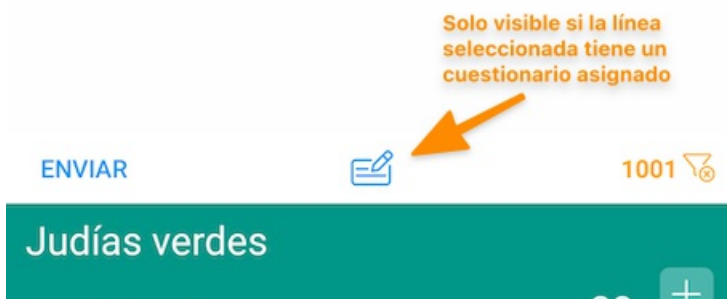 Solo visible si la línea
seleccionada tiene un
cuestionario asignado
ENVIAR
1001
Judías verdes